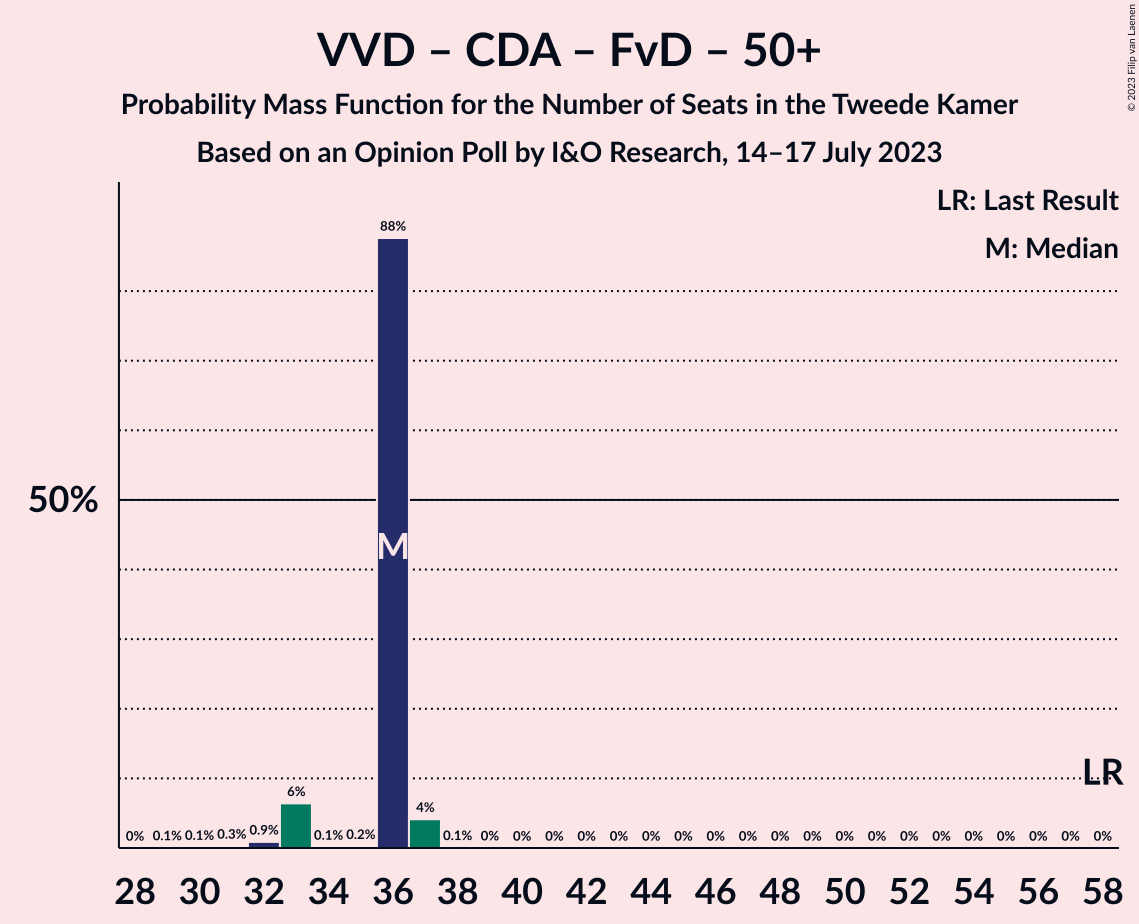 VVD – CDA – FvD – 50+
Probability Mass Function for the Number of Seats in the Tweede Kamer
Based on an Opinion Poll by I&O Research, 14–17 July 2023
© 2023 Filip van Laenen
LR: Last Result
M: Median
88%
50%
M
LR
6%
4%
0% 0.1% 0.1% 0.3% 0.9% 0.1% 0.2% 0.1% 0% 0% 0% 0% 0% 0% 0% 0% 0% 0% 0% 0% 0% 0% 0% 0% 0% 0% 0% 0%
28 30 32 34 36 38 40 42 44 46 48 50 52 54 56 58